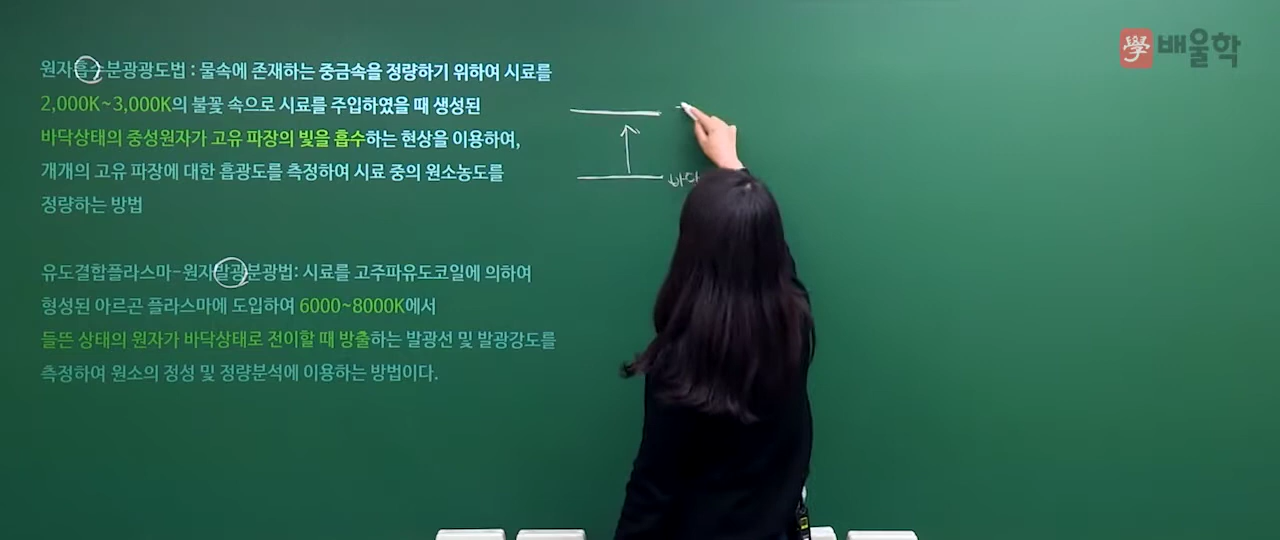 원자흡수분광광도법 : 물속에 존재하는 중금속을 정량하기 위하여 시료를
2,000K~3,000K의 불꽃 속으로 시료를 주입하였을 때 생성된
바닥상태의 중성원자가 고유 파장의 빛을 흡수하는 현상을 이용하여,
개개의 고유 파장에 대한 흡광도를 측정하여 시료 중의 원소농도를
정량하는 방법
유도결합플라스마-원자발광분광법: 시료를 고주파유도코일에 의하여
형성된 아르곤 플라스마에 도입하여 6000~8000K에서
들뜬 상태의 원자가 바닥상태로 전이할 때 방출하는 발광선 및 발광강도를
측정하여 원소의 정성 및 정량분석에 이용하는 방법이다.
學 배울학